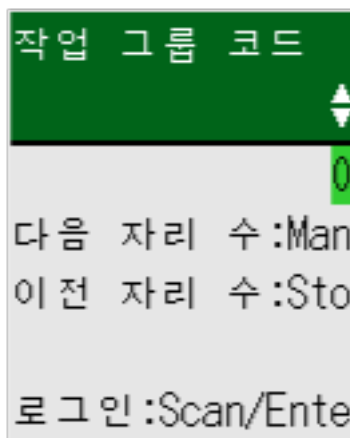 작업 그룹 코드
0
다음 자리 수:Man
이전 자리 수:Sto
로그인:Scan/Ente